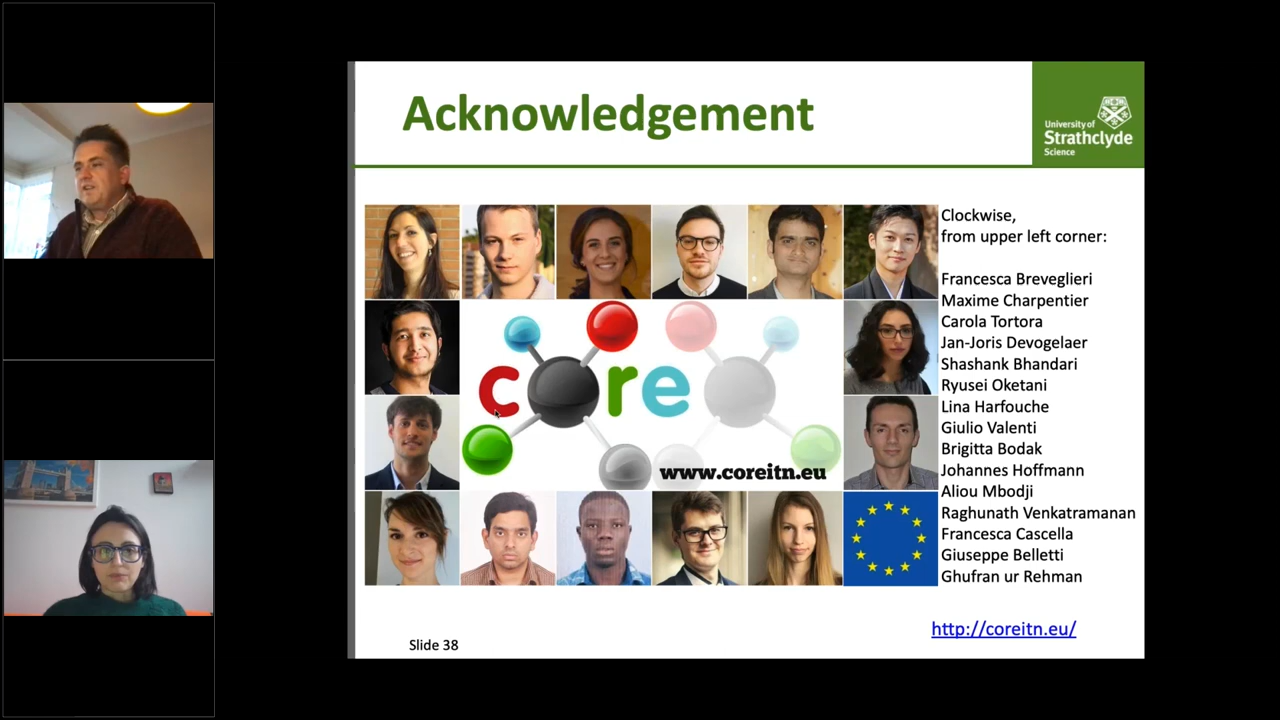 Acknowledgement
University of
Strathclyde
Science
Clockwise,
from upper left corner:
Francesca Breveglieri
Maxime Charpentier
Carola Tortora
Jan-Joris Devogelaer
Shashank Bhandari
Ryusei Oketani
Lina Harfouche
Giulio Valenti
Brigitta Bodak
Johannes Hoffmann
Aliou Mbodji
Raghunath Venkatramanan
Francesca Cascella
Giuseppe Belletti
Ghufran ur Rehman
c re
www.coreitn.eu
http://coreitn.eu/
Slide 38